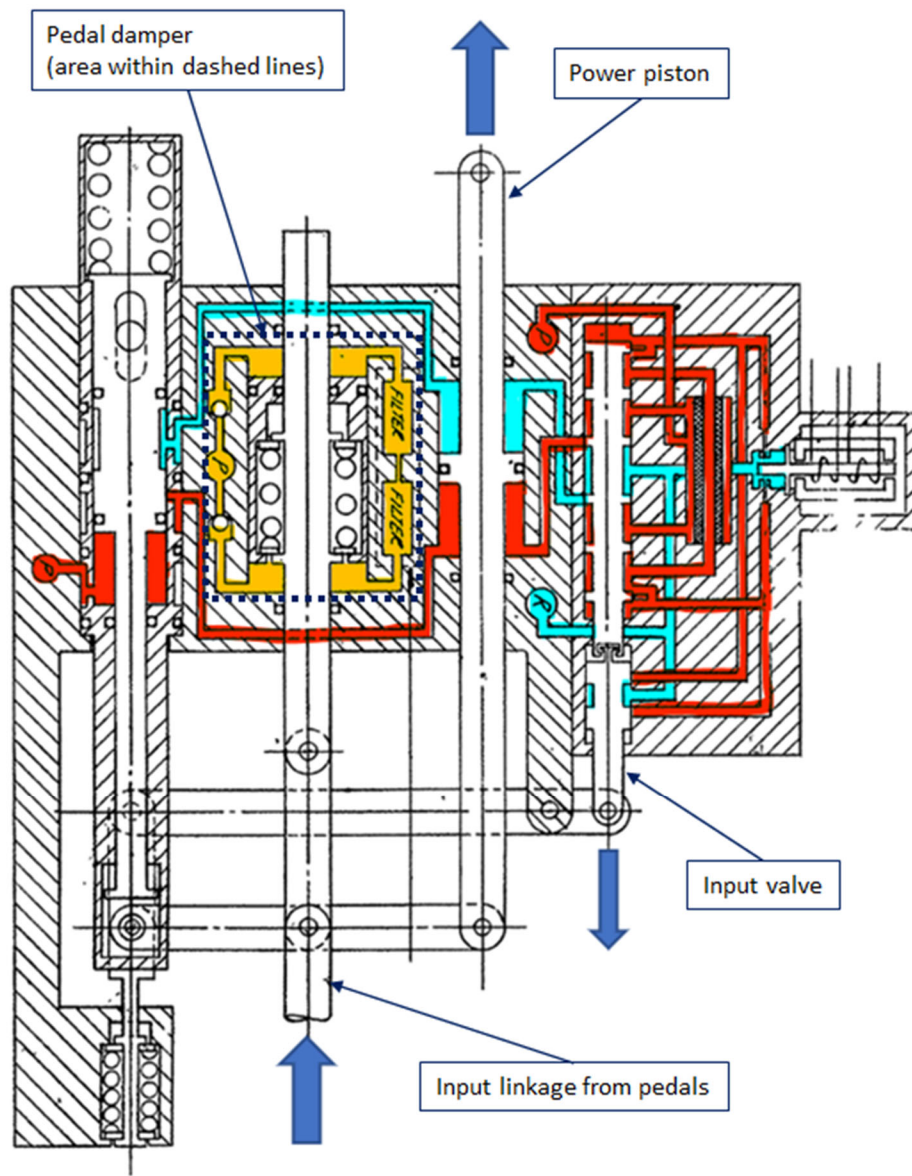 Pedal damper
(area within dashed lines)
Power piston
P
P
FILTER
FILTER
P
R
Input valve
Input linkage from pedals